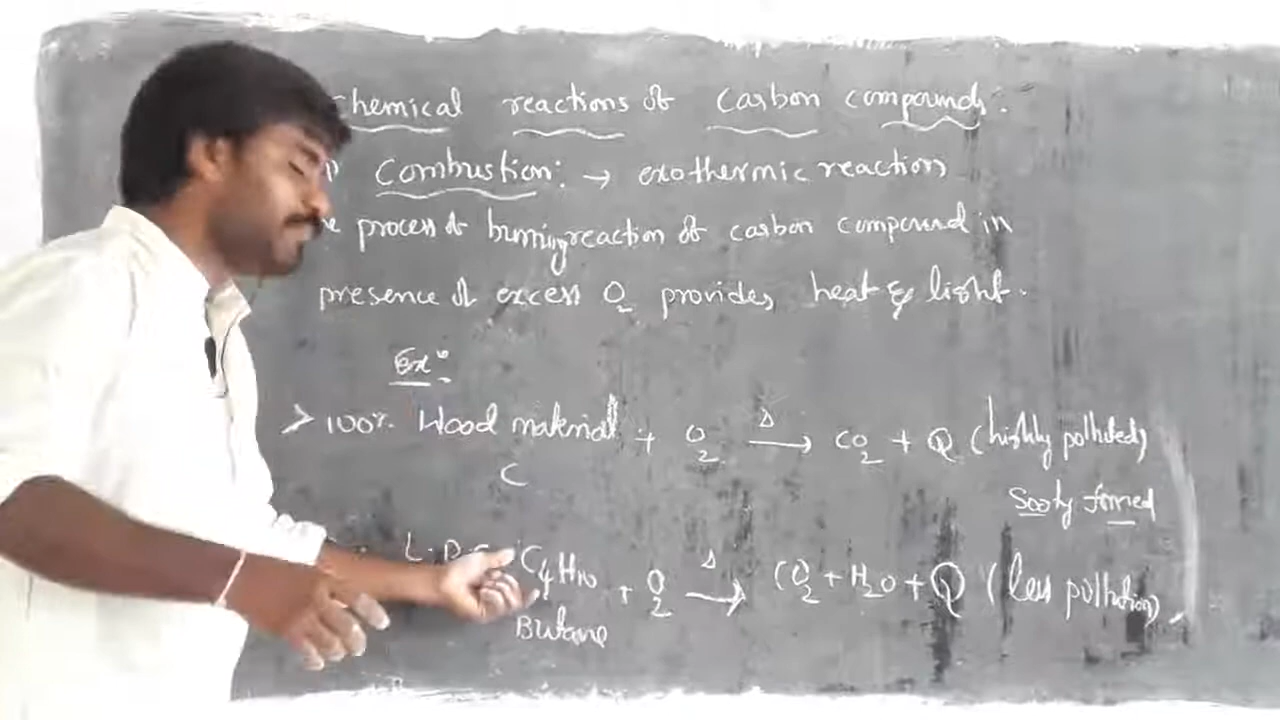 chemical reactions of carbon compounds:
Combustion: → exothermic reaction
process of burning reaction of carbon compound in
presence of excess O2 provides heat & light.
Ex:
> 100% Wood material + O2 —Δ→ CO2 + Q (highly polluted)
C
Sooty formed
L.P.G C4H10 + O2 —Δ→ CO2 + H2O + Q (less pollution)
Butane